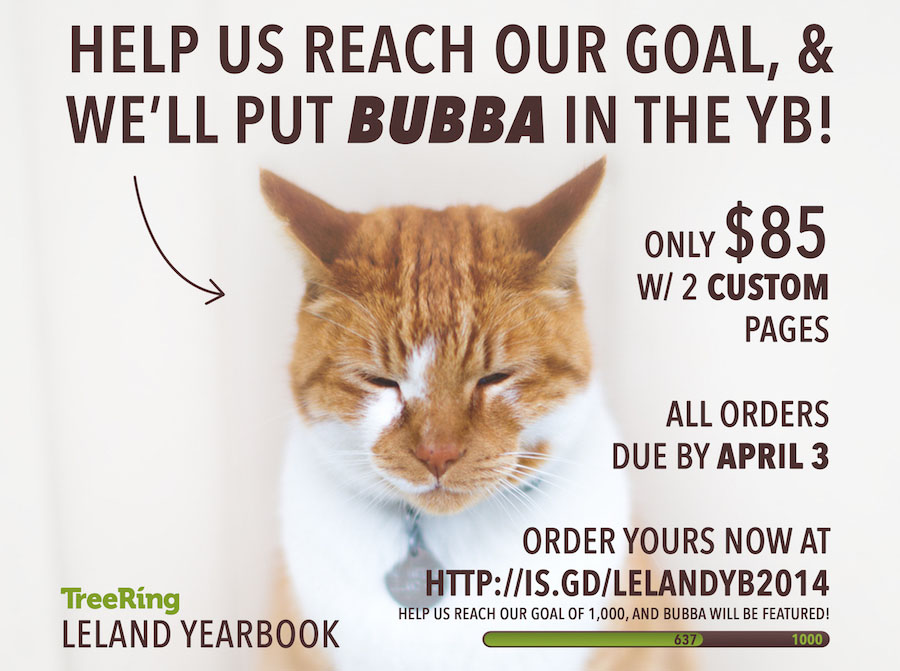 HELP US REACH OUR GOAL, &
WE'LL PUT BUBBA IN THE YB!
ONLY $85
W/ 2 CUSTOM
PAGES
ALL ORDERS
DUE BY APRIL 3
ORDER YOURS NOW AT
HTTP://IS.GD/LELANDYB2014
HELP US REACH OUR GOAL OF 1,000, AND BUBBA WILL BE FEATURED!
637 1000
TreeRing
LELAND YEARBOOK